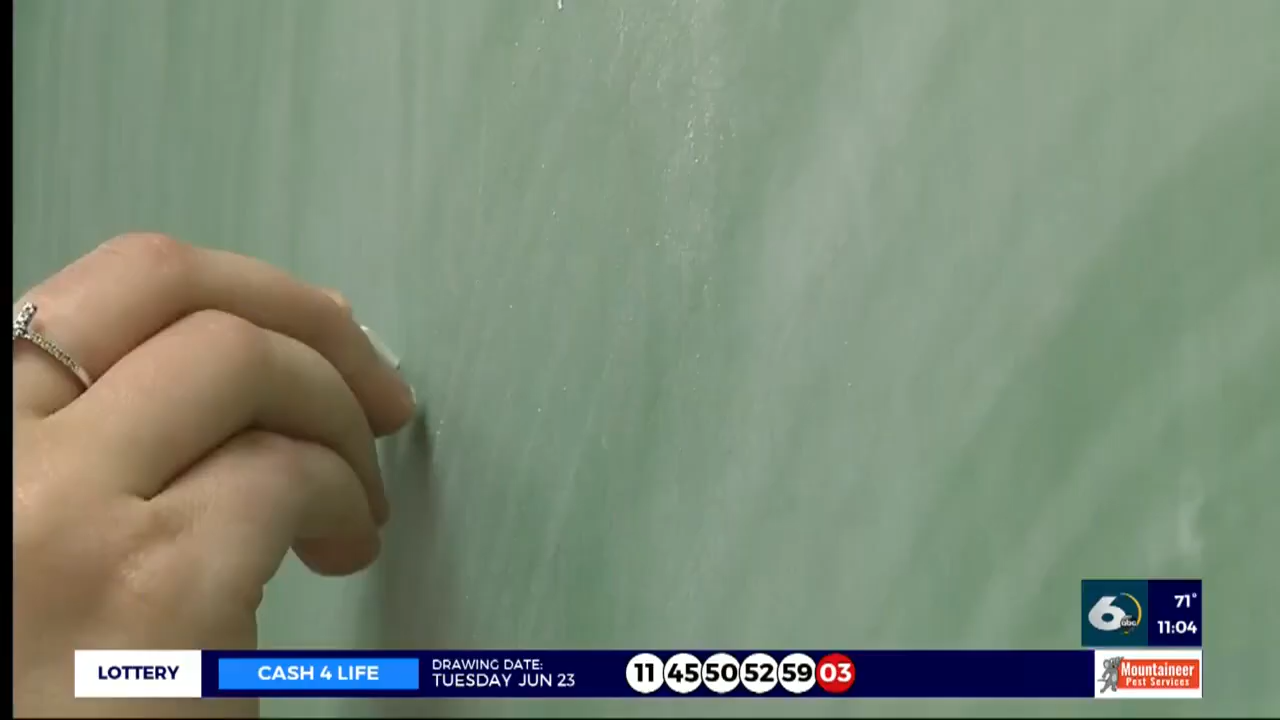 6
abc
71°
11:04
LOTTERY
CASH 4 LIFE
DRAWING DATE:
TUESDAY JUN 23
11 45 50 52 59 03
Mountaineer
Pest Services